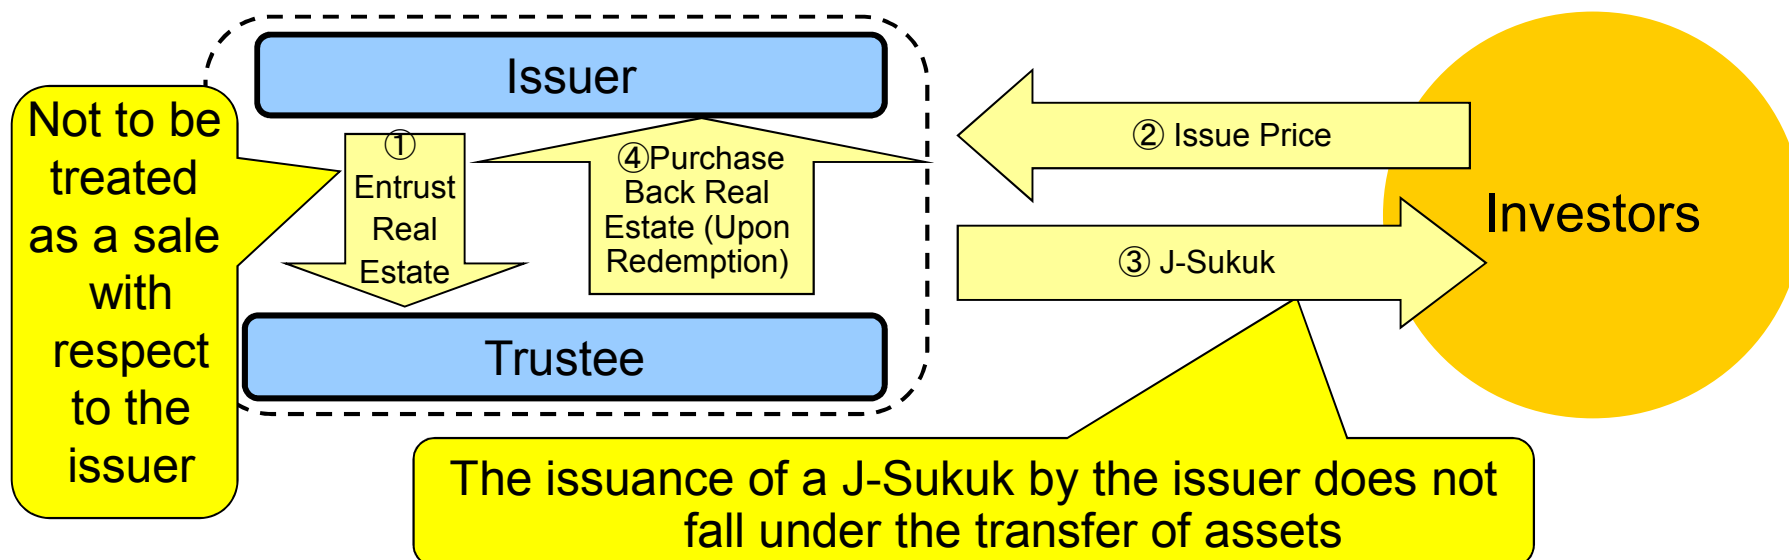 Issuer
Not to be
treated
as a sale
with
respect
to the
issuer
①
Entrust
Real
Estate
④Purchase
Back Real
Estate (Upon
Redemption)
② Issue Price
Investors
③ J-Sukuk
Trustee
The issuance of a J-Sukuk by the issuer does not
fall under the transfer of assets